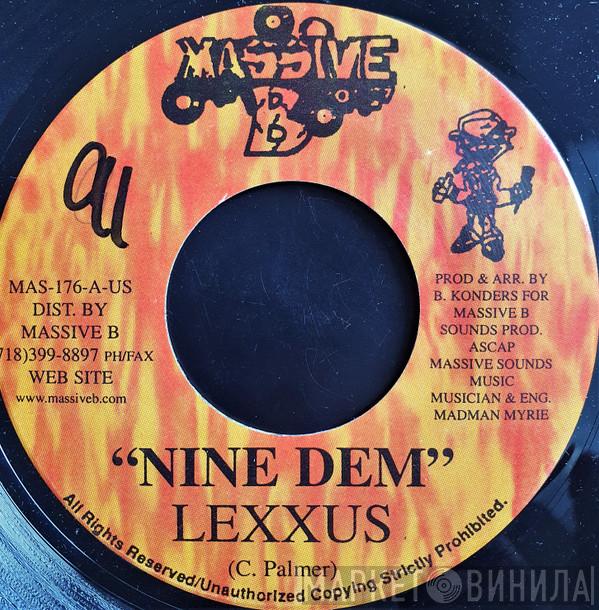 MASSIVE
B
91
MAS-176-A-US
DIST. BY
MASSIVE B
718)399-8897 PH/FAX
WEB SITE
www.massiveb.com
PROD & ARR. BY
B. KONDERS FOR
MASSIVE B
SOUNDS PROD.
ASCAP
MASSIVE SOUNDS
MUSIC
MUSICIAN & ENG.
MADMAN MYRIE
“NINE DEM”
LEXXUS
(C. Palmer)
All Rights Reserved/Unauthorized Copying Strictly Prohibited.
МАРКЕТ ВИНИЛА